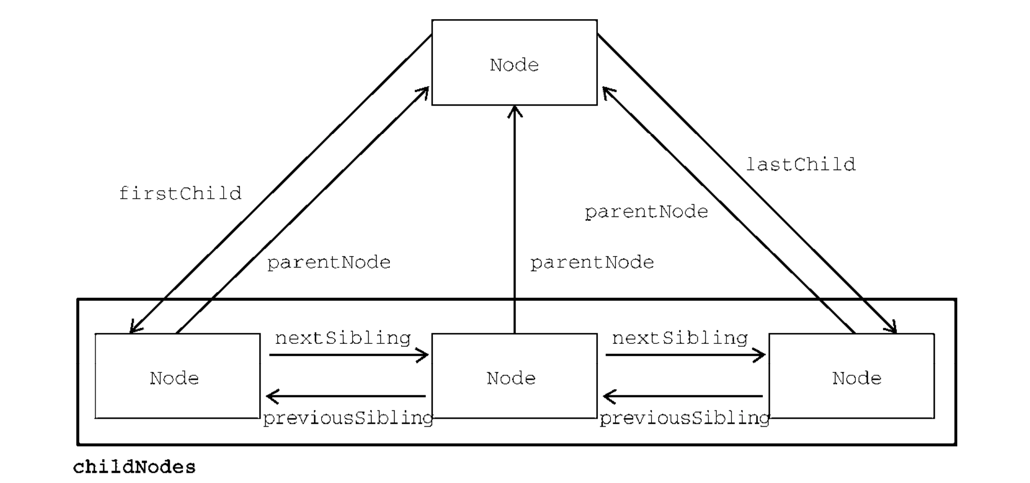 Node
lastChild
firstChild
parentNode
parentNode
parentNode
nextSibling
nextSibling
Node
Node
Node
previousSibling
previousSibling
childNodes